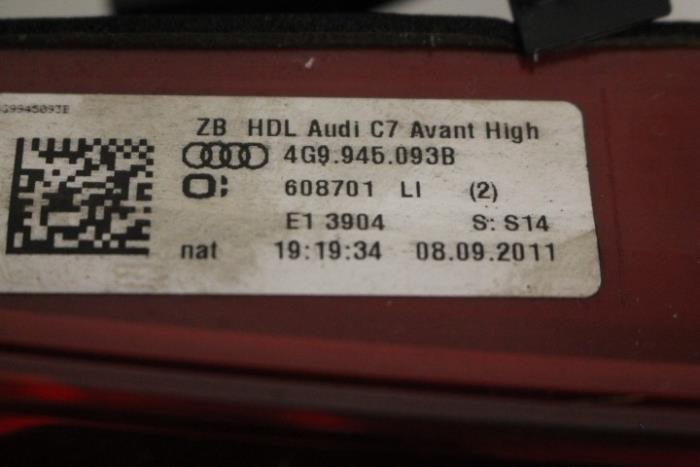 ZB HDL Audi C7 Avant High
4G9.945.093B
608701 LI (2)
E1 3904 S: S14
nat 19:19:34 08.09.2011